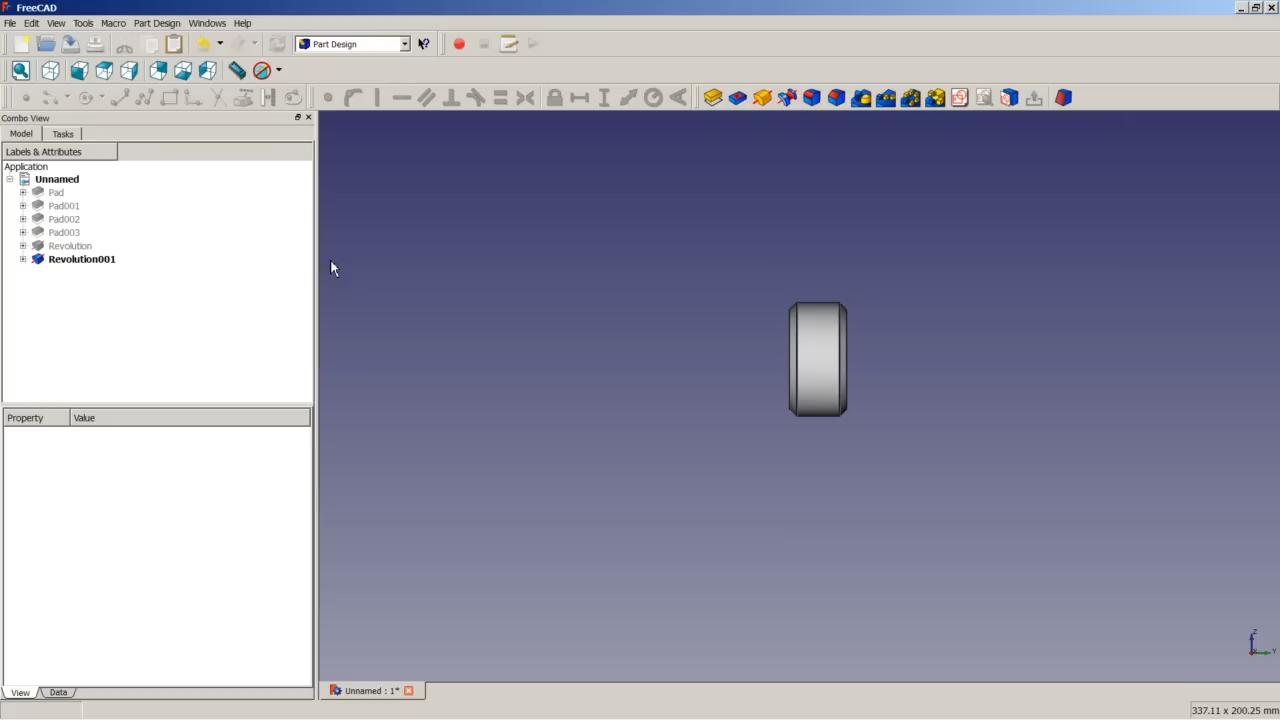 FreeCAD
File Edit View Tools Macro Part Design Windows Help
Part Design
Combo View
Model Tasks
Labels & Attributes
Application
Unnamed
Pad
Pad001
Pad002
Pad003
Revolution
Revolution001
Property Value
View Data
Unnamed : 1*
Z
Y
337.11 x 200.25 mm